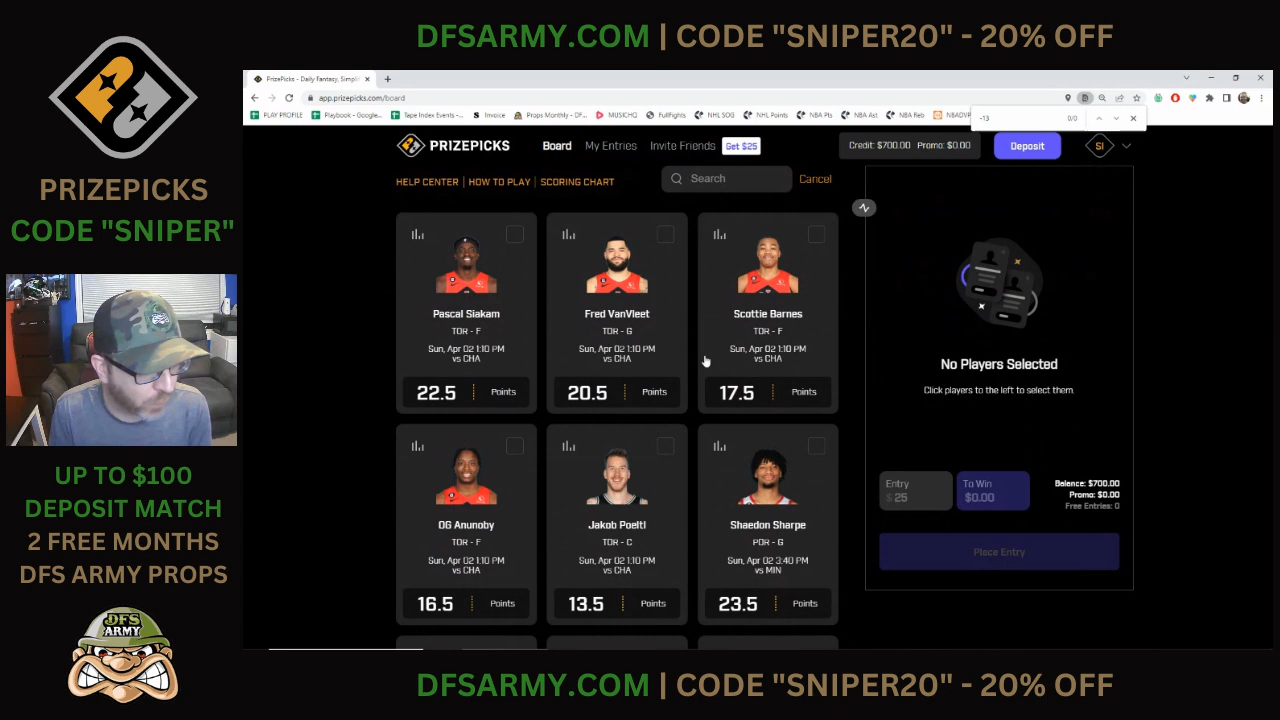 DFSARMY.COM | CODE "SNIPER20" - 20% OFF
PRIZEPICKS
CODE "SNIPER"
UP TO $100
DEPOSIT MATCH
2 FREE MONTHS
DFS ARMY PROPS
DFS
ARMY
PrizePicks - Daily Fantasy, Simpli
app.prizepicks.com/board
PLAY PROFILE
Playbook - Google...
Tape Index Events -...
Invoice
Props Monthly - DF...
MUSICHQ
FullFights
NHL SOG
NHL Points
NBA Pts
NBA Ast
NBA Reb
NBADVP
-13
0/0
PRIZEPICKS
Board
My Entries
Invite Friends
Get $25
Credit: $700.00 Promo: $0.00
Deposit
SI
HELP CENTER | HOW TO PLAY | SCORING CHART
Search
Cancel
Pascal Siakam
TOR - F
Sun, Apr 02 1:10 PM
vs CHA
22.5
Points
Fred VanVleet
TOR - G
Sun, Apr 02 1:10 PM
vs CHA
20.5
Points
Scottie Barnes
TOR - F
Sun, Apr 02 1:10 PM
vs CHA
17.5
Points
OG Anunoby
TOR - F
Sun, Apr 02 1:10 PM
vs CHA
16.5
Points
Jakob Poeltl
TOR - C
Sun, Apr 02 1:10 PM
vs CHA
13.5
Points
Shaedon Sharpe
POR - G
Sun, Apr 02 3:40 PM
vs MIN
23.5
Points
No Players Selected
Click players to the left to select them.
Entry
$ 25
To Win
$0.00
Balance: $700.00
Promo: $0.00
Free Entries: 0
Place Entry
DFSARMY.COM | CODE "SNIPER20" - 20% OFF